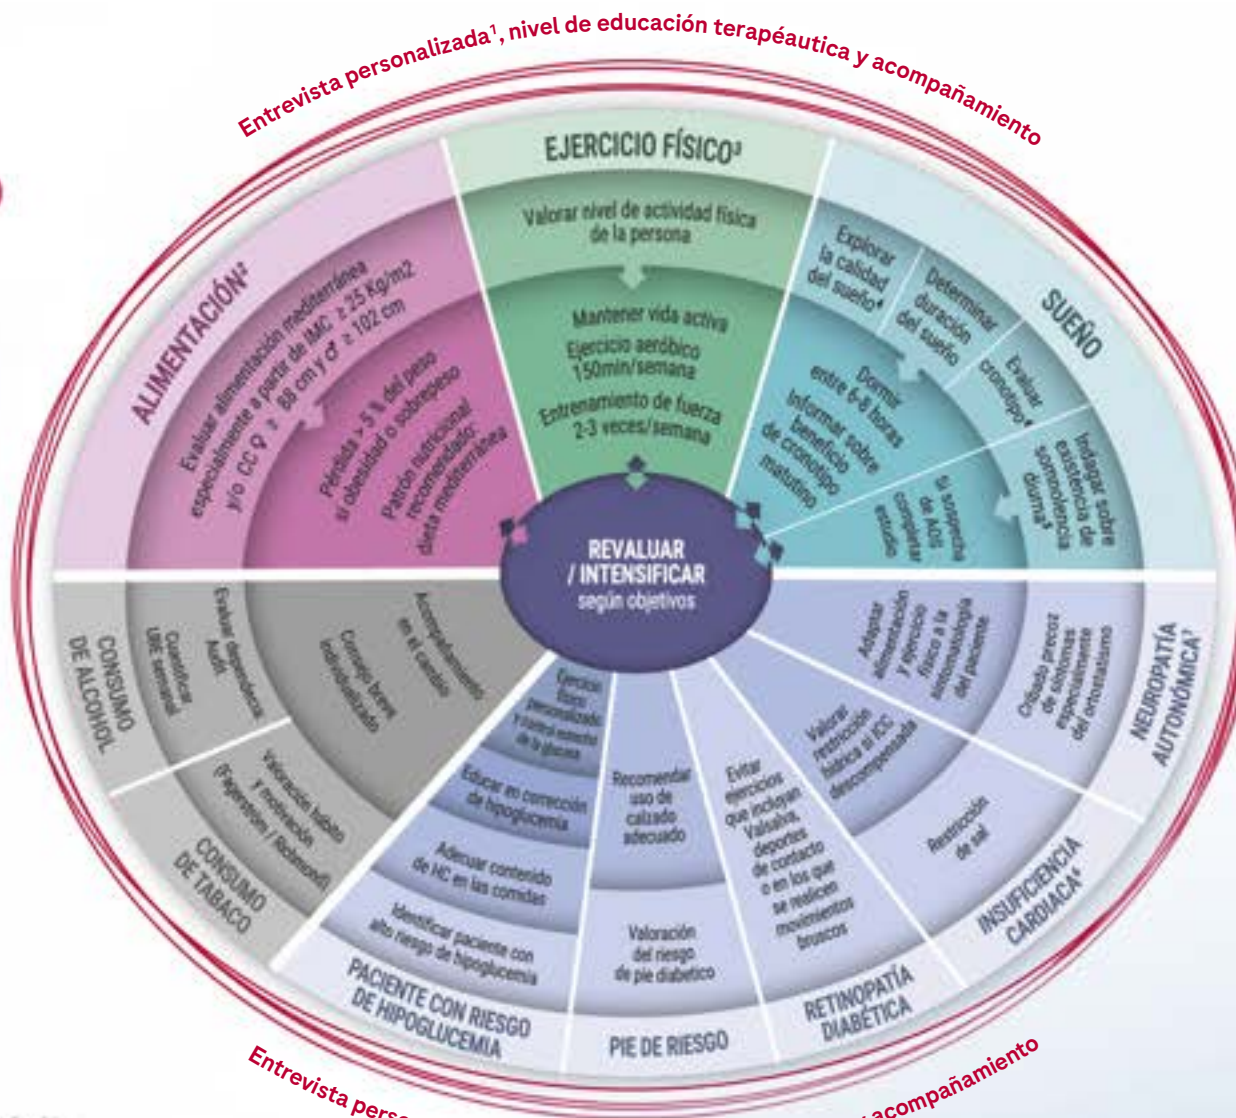 Entrevista personalizada¹, nivel de educación terapéutica y acompañamiento
ALIMENTACIÓN²
Evaluar alimentación mediterránea
especialmente a partir de IMC ≥ 25 Kg/m2
y/o CC ♀ ≥ 88 cm y ♂ ≥ 102 cm
Pérdida > 5 % del peso
si obesidad o sobrepeso
Patrón nutricional
recomendado:
dieta mediterránea
EJERCICIO FÍSICO³
Valorar nivel de actividad física
de la persona
Mantener vida activa
Ejercicio aeróbico
150min/semana
Entrenamiento de fuerza
2-3 veces/semana
SUEÑO
Explorar
la calidad
del sueño⁴
Determinar
duración
del sueño
Evaluar
cronotipo⁴
Indagar sobre
existencia de
somnolencia
diurna⁵
Dormir
entre 6-8 horas
Informar sobre
beneficio
de cronotipo
matutino
Si sospecha
de AOS
completar
estudio
REVALUAR
/ INTENSIFICAR
según objetivos
NEUROPATÍA
AUTONÓMICA⁷
Cribado precoz
de síntomas
especialmente
del ortostatismo
Adaptar
alimentación
y ejercicio
físico a la
sintomatología
del paciente
INSUFICIENCIA
CARDIACA⁶
Restricción
de sal
Valorar
restricción
hídrica si ICC
descompensada
RETINOPATÍA
DIABÉTICA
Evitar
ejercicios
que incluyan
Valsalva,
deportes
de contacto
o en los que
se realicen
movimientos
bruscos
PIE DE RIESGO
Valoración
del riesgo
de pie diabetico
Recomendar
uso de
calzado
adecuado
PACIENTE CON RIESGO
DE HIPOGLUCEMIA
Identificar paciente con
alto riesgo de hipoglucemia
Adecuar contenido
de HC en las comidas
Educar en corrección
de hipoglucemia
Ejercicio
físico
personalizado
y control estrecho
de la glucosa
CONSUMO
DE TABACO
Valoración hábito
y motivación
(Fagerström / Richmond)
CONSUMO
DE ALCOHOL
Cuantificar
UBE semanal
Evaluar dependecia:
Audit
Consejo breve
individualizado
Acompañamiento
en el cambio
Entrevista pers
acompañamiento